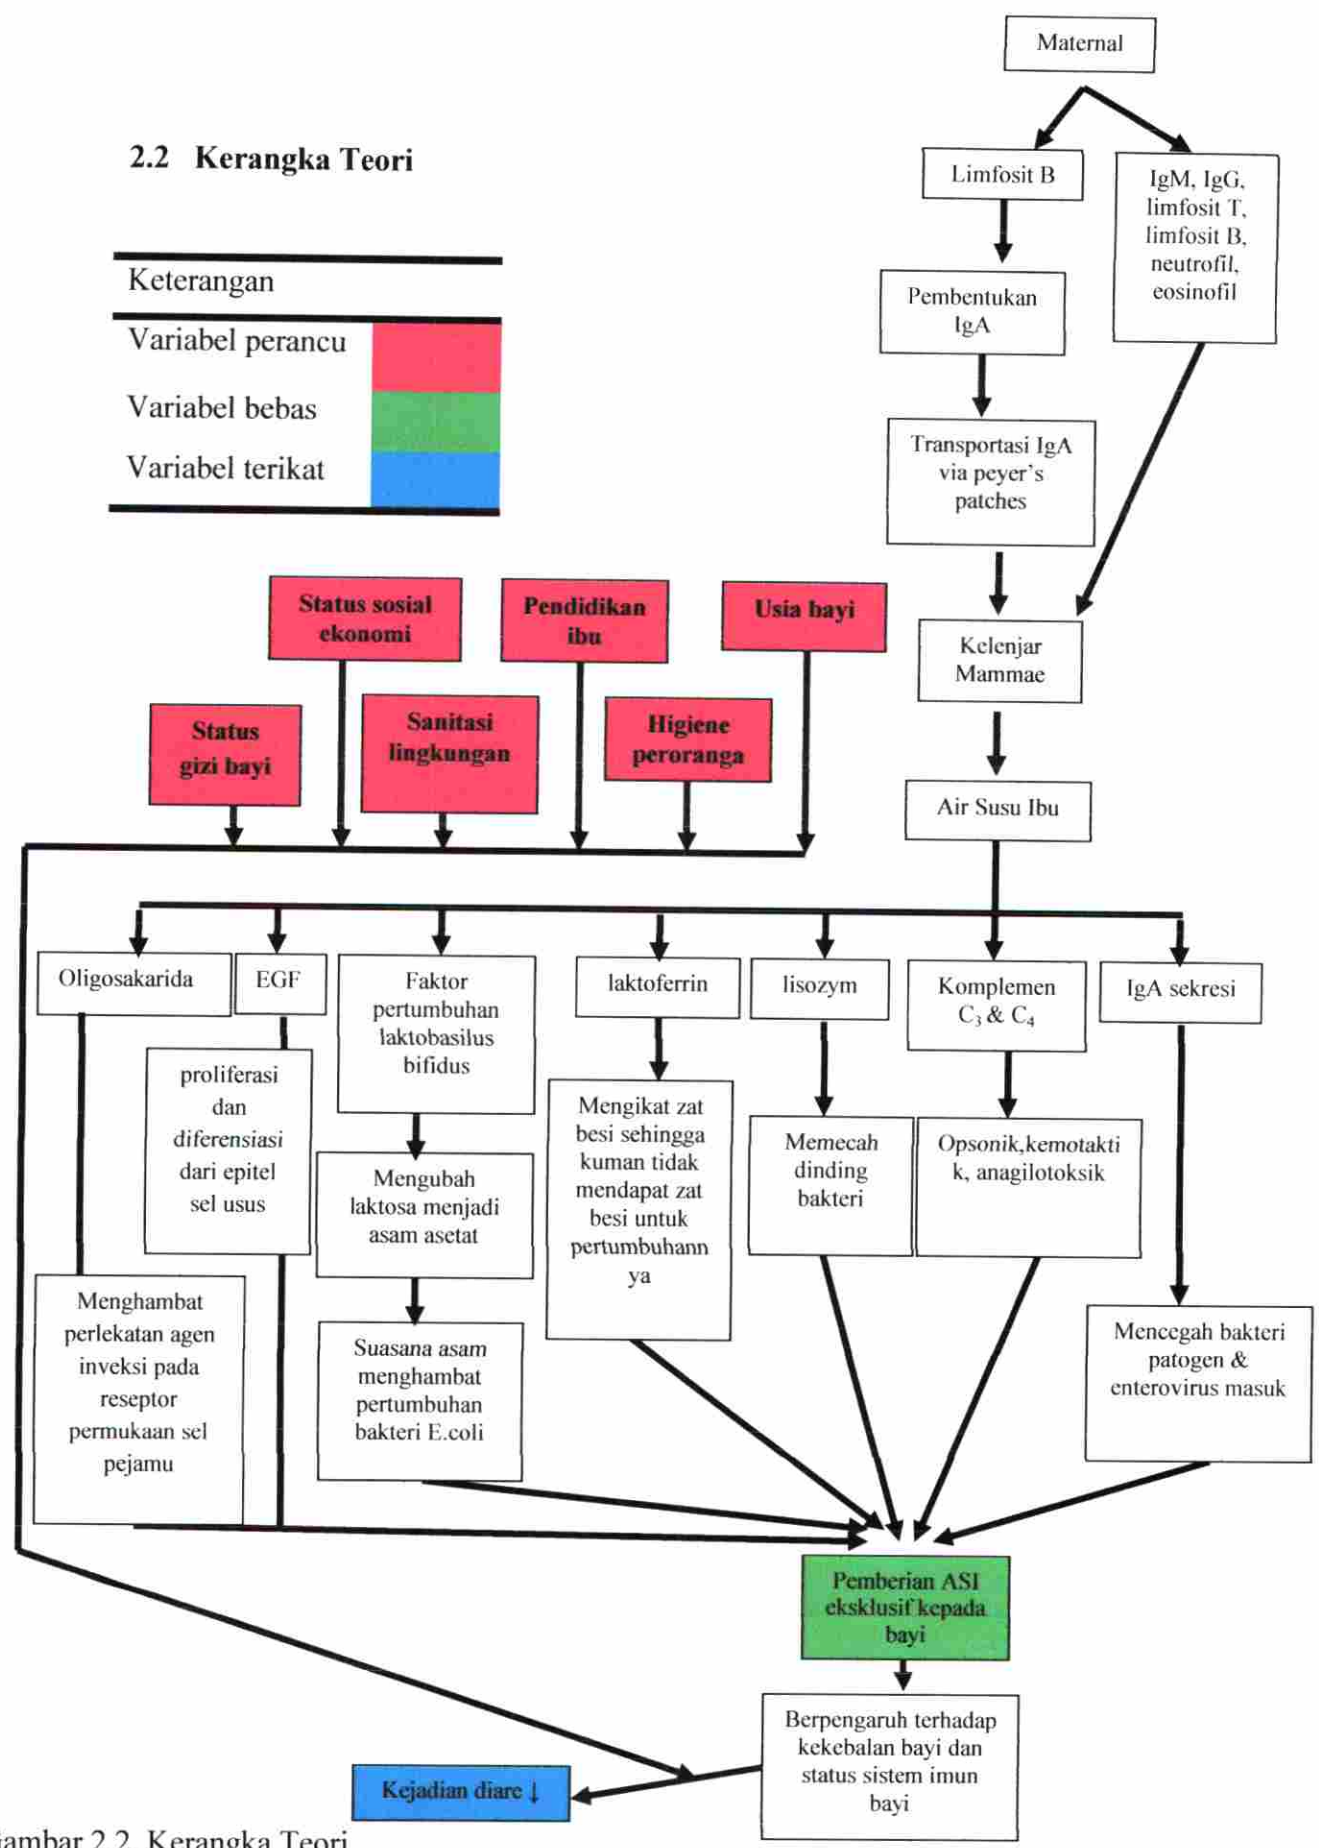 Maternal
2.2 Kerangka Teori
Limfosit B
IgM, IgG,
limfosit T,
limfosit B,
neutrofil,
eosinofil
Keterangan
Variabel perancu
Variabel bebas
Variabel terikat
Pembentukan
IgA
Transportasi IgA
via peyer's
patches
Status sosial
ekonomi
Pendidikan
ibu
Usia bayi
Kelenjar
Mammae
Status
gizi bayi
Sanitasi
lingkungan
Higiene
peroranga
Air Susu Ibu
Oligosakarida
EGF
Faktor
pertumbuhan
laktobasilus
bifidus
laktoferrin
lisozym
Komplemen
C₃ & C₄
IgA sekresi
proliferasi
dan
diferensiasi
dari epitel
sel usus
Mengubah
laktosa menjadi
asam asetat
Mengikat zat
besi sehingga
kuman tidak
mendapat zat
besi untuk
pertumbuhann
ya
Memecah
dinding
bakteri
Opsonik,kemotakti
k, anagilotoksik
Menghambat
perlekatan agen
inveksi pada
reseptor
permukaan sel
pejamu
Suasana asam
menghambat
pertumbuhan
bakteri E.coli
Mencegah bakteri
patogen &
enterovirus masuk
Pemberian ASI
eksklusif kepada
bayi
Berpengaruh terhadap
kekebalan bayi dan
status sistem imun
bayi
Kejadian diare ↓
Gambar 2.2 Kerangka Teori